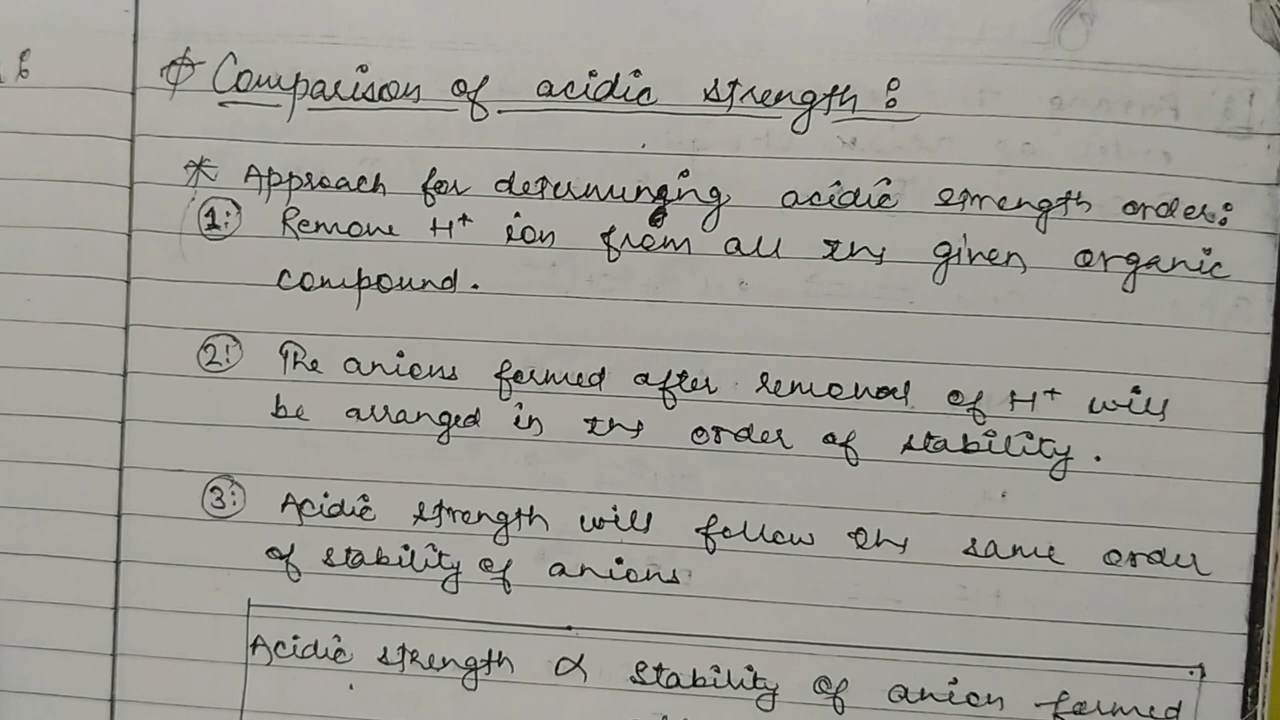 Comparison of acidic strength :
* Approach for determinging acidic strength order:
1: Remove H+ ion from all the given organic
compound.
2: The anions formed after removal of H+ will
be arranged in the order of stability.
3: Acidic strength will follow the same order
of stability of anions
Acidic strength ∝ Stability of anion formed